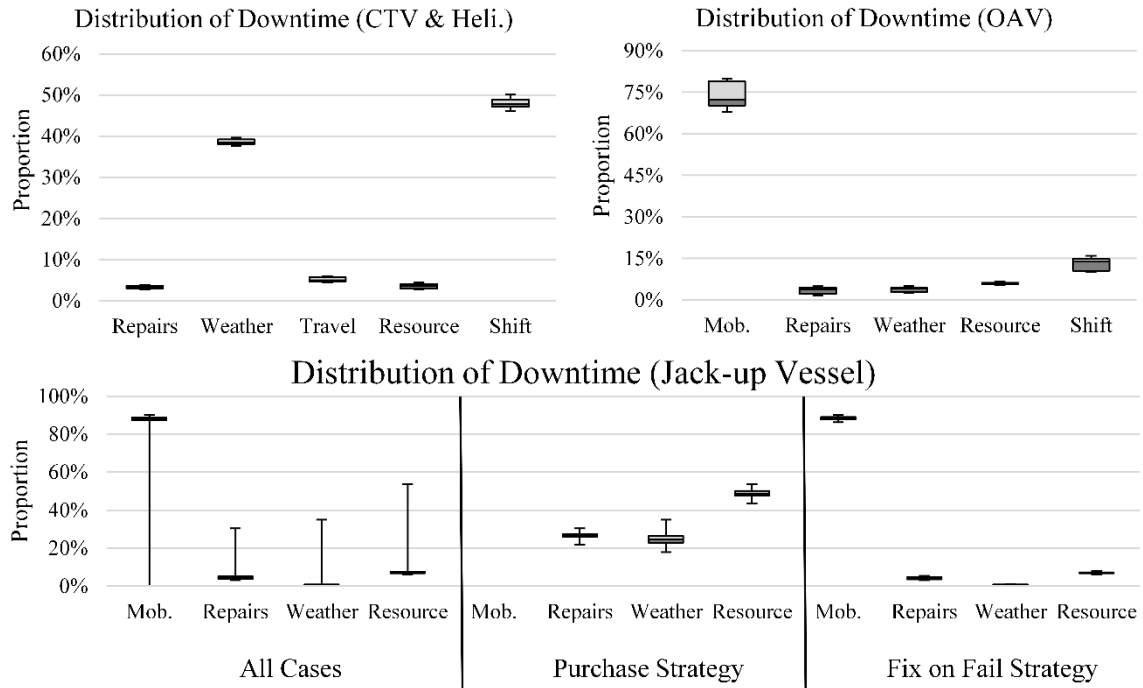 Distribution of Downtime (CTV & Heli.)
60%
50%
40%
30%
20%
10%
0%
Proportion
Repairs Weather Travel Resource Shift
Distribution of Downtime (OAV)
90%
75%
60%
45%
30%
15%
0%
Proportion
Mob. Repairs Weather Resource Shift
Distribution of Downtime (Jack-up Vessel)
100%
80%
60%
40%
20%
0%
Proportion
Mob. Repairs Weather Resource Mob. Repairs Weather Resource Mob. Repairs Weather Resource
All Cases Purchase Strategy Fix on Fail Strategy